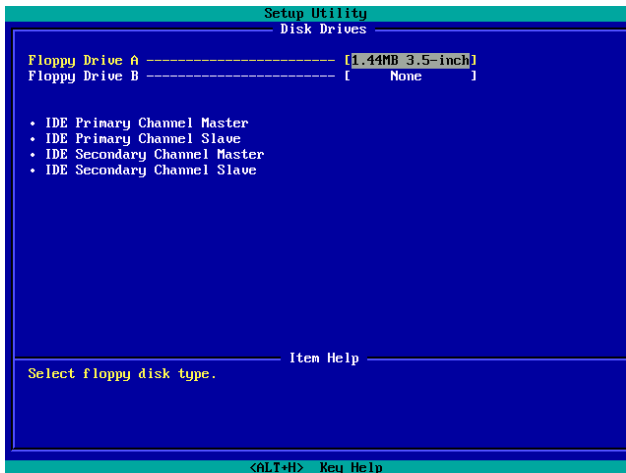 Setup Utility
Disk Drives
Floppy Drive A ------------------------ [1.44MB 3.5-inch]
Floppy Drive B ------------------------ [ None ]
• IDE Primary Channel Master
• IDE Primary Channel Slave
• IDE Secondary Channel Master
• IDE Secondary Channel Slave
Item Help
Select floppy disk type.
<ALT+H> Key Help